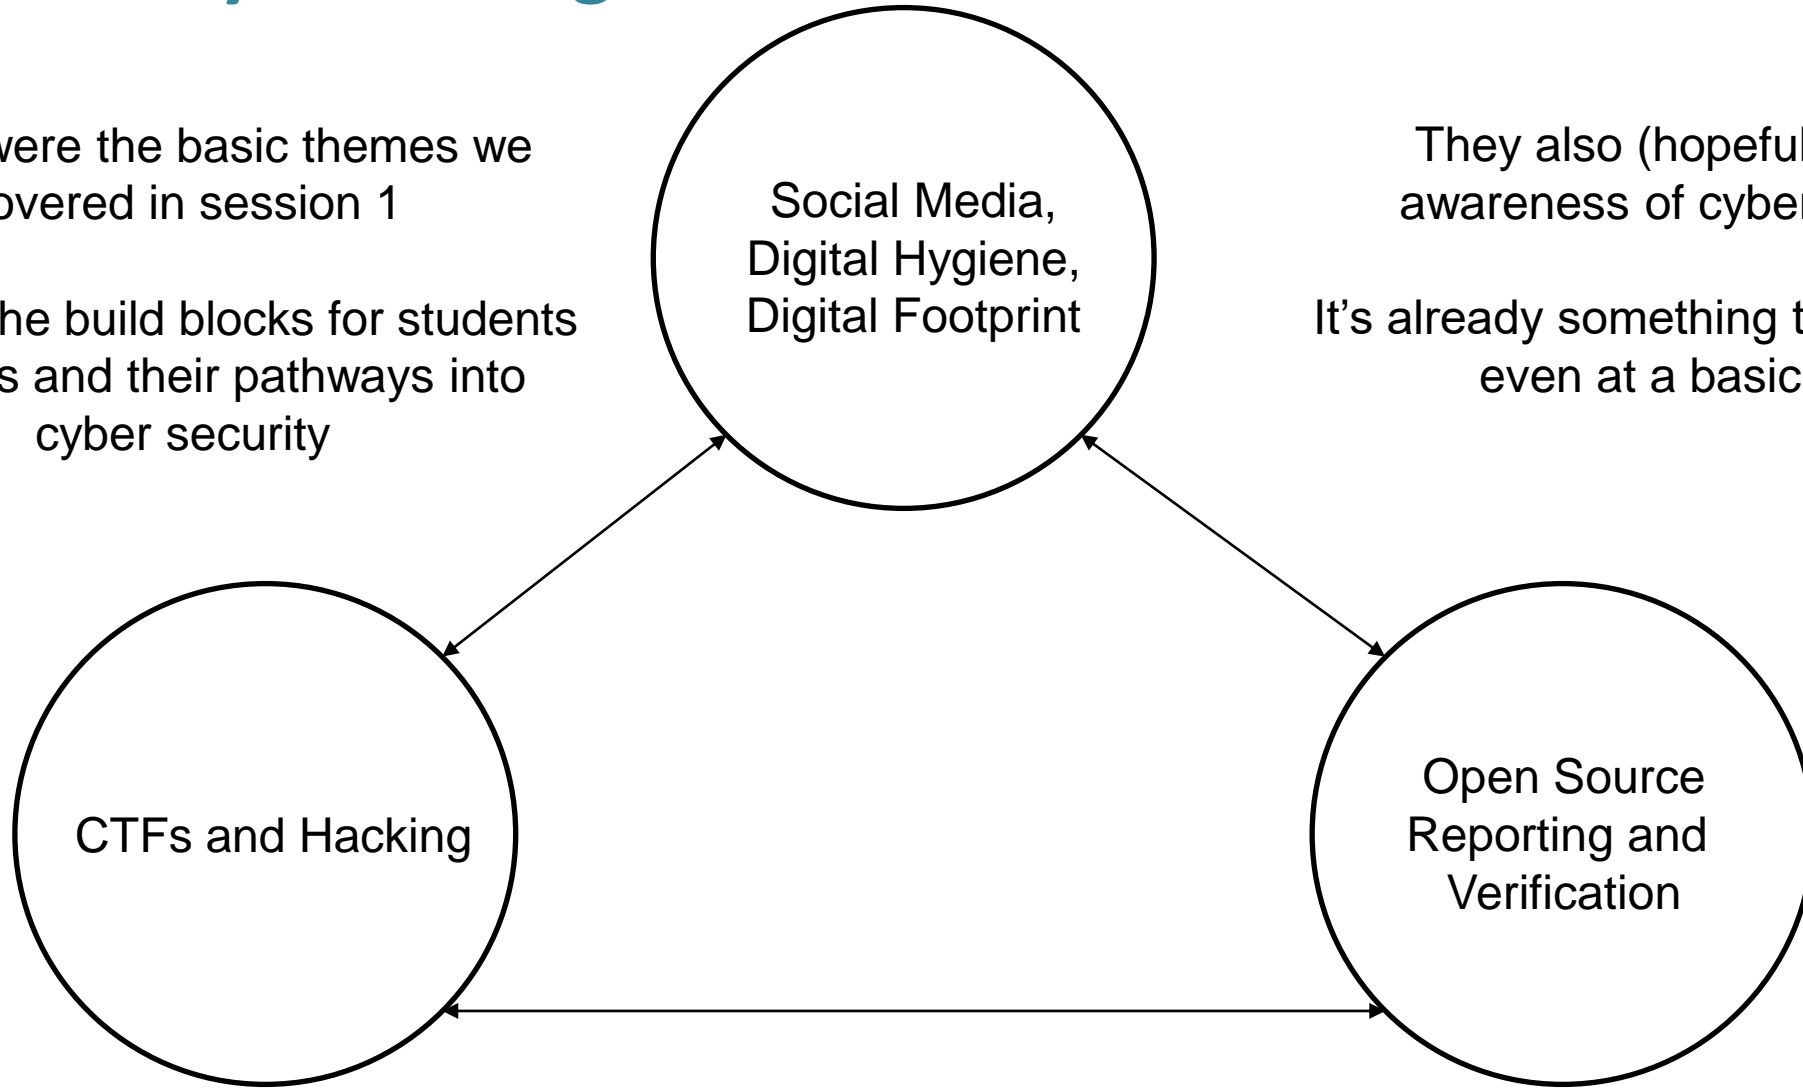 were the basic themes we
overed in session 1
he build blocks for students
s and their pathways into
cyber security
Social Media,
Digital Hygiene,
Digital Footprint
They also (hopeful
awareness of cyber
It's already something t
even at a basic
CTFs and Hacking
Open Source
Reporting and
Verification